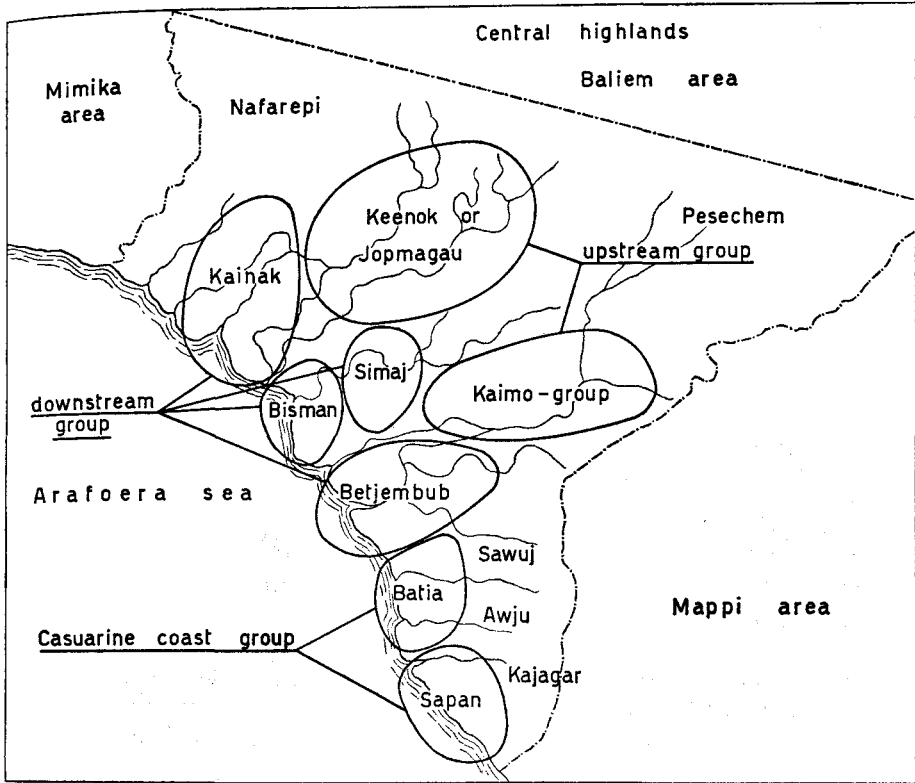 Central highlands
Baliem area
Mimika
area
Nafarepi
Keenok or
Jopmagau
Pesechem
upstream group
Kainak
Simaj
Kaimo-group
downstream
group
Bisman
Arafoera sea
Betjembub
Sawuj
Batia
Awju
Mappi area
Casuarine coast group
Kajagar
Sapan